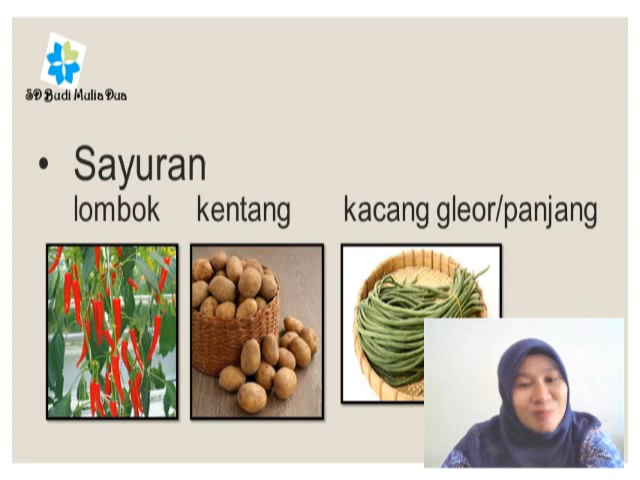 SD Budi Mulia Dua
• Sayuran
lombok kentang kacang gleor/panjang